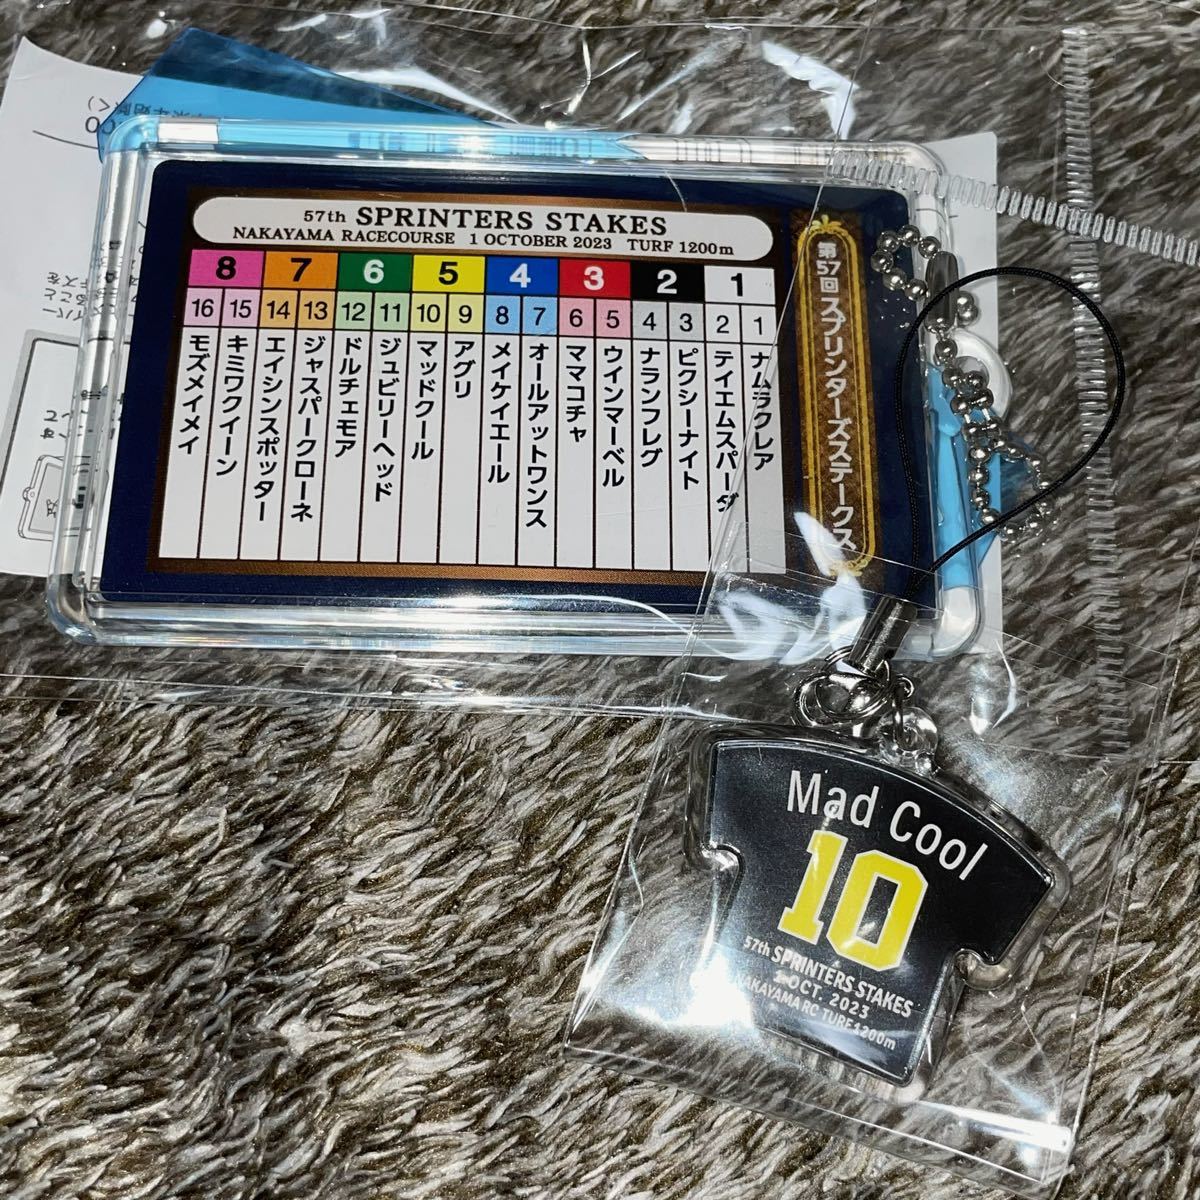 57th SPRINTERS STAKES
NAKAYAMA RACECOURSE 1 OCTOBER 2023 TURF 1200m
第57回スプリンターズステークス
8 7 6 5 4 3 2 1
16 15 14 13 12 11 10 9 8 7 6 5 4 3 2 1
ナムラクレア
テイエムスパーダ
ピクシーナイト
ナランフレグ
ウインマーベル
ママコチャ
オールアットワンス
メイケイエール
アグリ
マッドクール
ジュビリーヘッド
ドルチェモア
ジャスパークローネ
エイシンスポッター
キミワクイーン
モズメイメイ
Mad Cool
10
57th SPRINTERS STAKES
1 OCT. 2023
NAKAYAMA RC TURF1200m